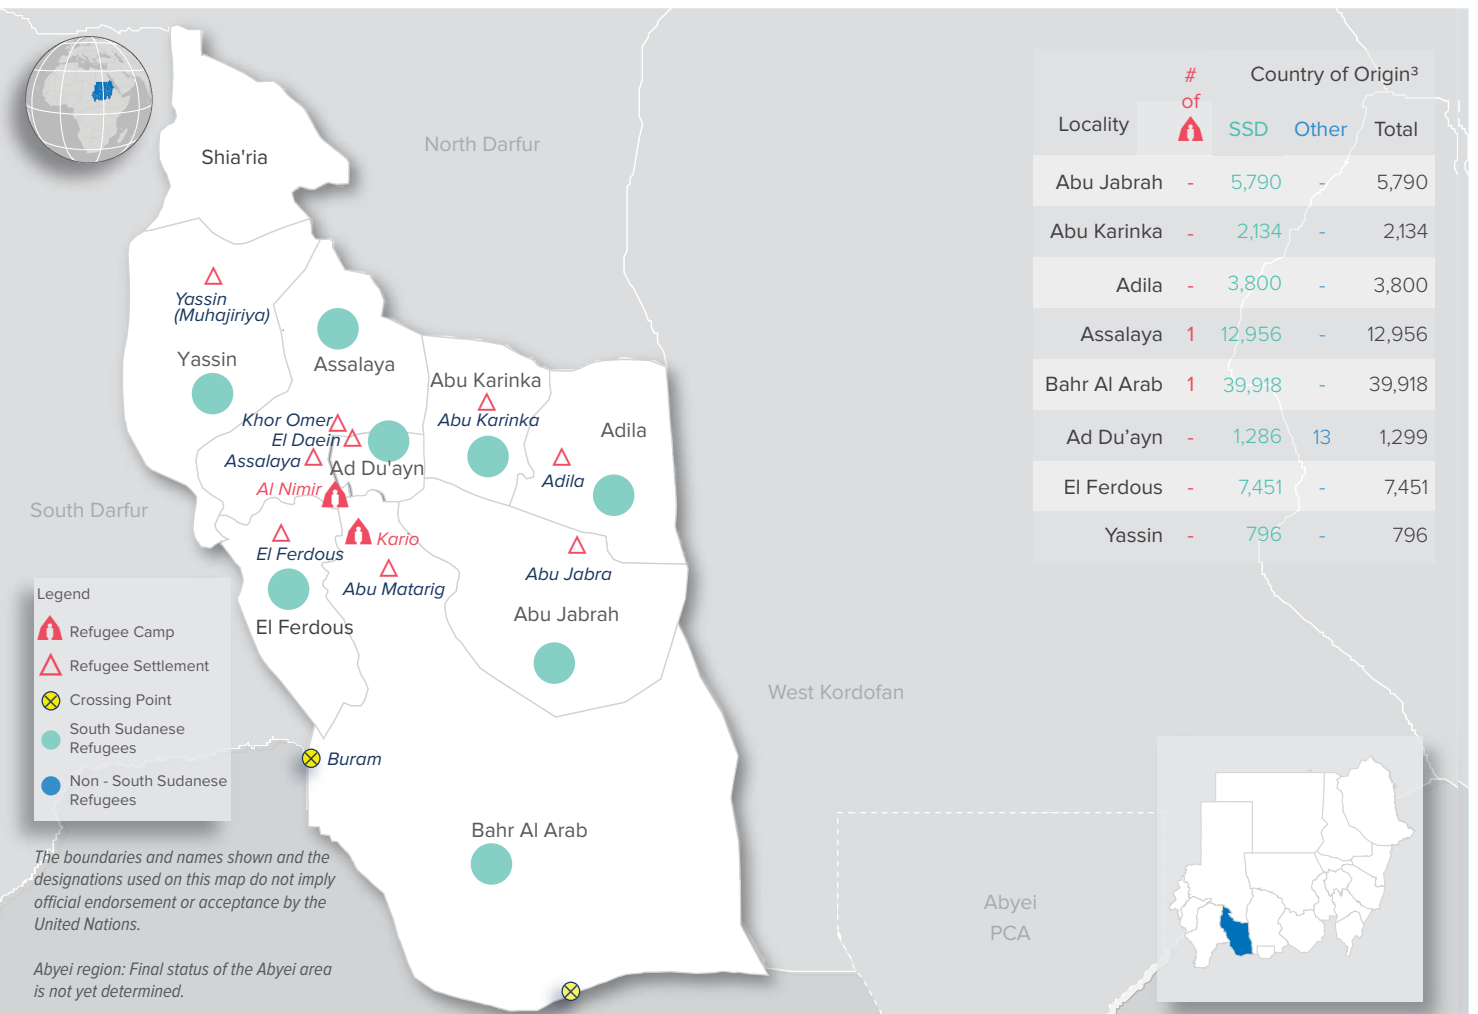 Shia'ria
North Darfur
Yassin
(Muhajiriya)
Yassin
Assalaya
Abu Karinka
Abu Karinka
Khor Omer
El Daein
Assalaya
Ad Du'ayn
Adila
Adila
Al Nimir
South Darfur
Kario
El Ferdous
Abu Matarig
Abu Jabra
Abu Jabrah
El Ferdous
West Kordofan
Buram
Bahr Al Arab
Abyei
PCA
# of Country of Origin³
Locality SSD Other Total
Abu Jabrah - 5,790 - 5,790
Abu Karinka - 2,134 - 2,134
Adila - 3,800 - 3,800
Assalaya 1 12,956 - 12,956
Bahr Al Arab 1 39,918 - 39,918
Ad Du’ayn - 1,286 13 1,299
El Ferdous - 7,451 - 7,451
Yassin - 796 - 796
Legend
Refugee Camp
Refugee Settlement
Crossing Point
South Sudanese
Refugees
Non - South Sudanese
Refugees
The boundaries and names shown and the
designations used on this map do not imply
official endorsement or acceptance by the
United Nations.
Abyei region: Final status of the Abyei area
is not yet determined.